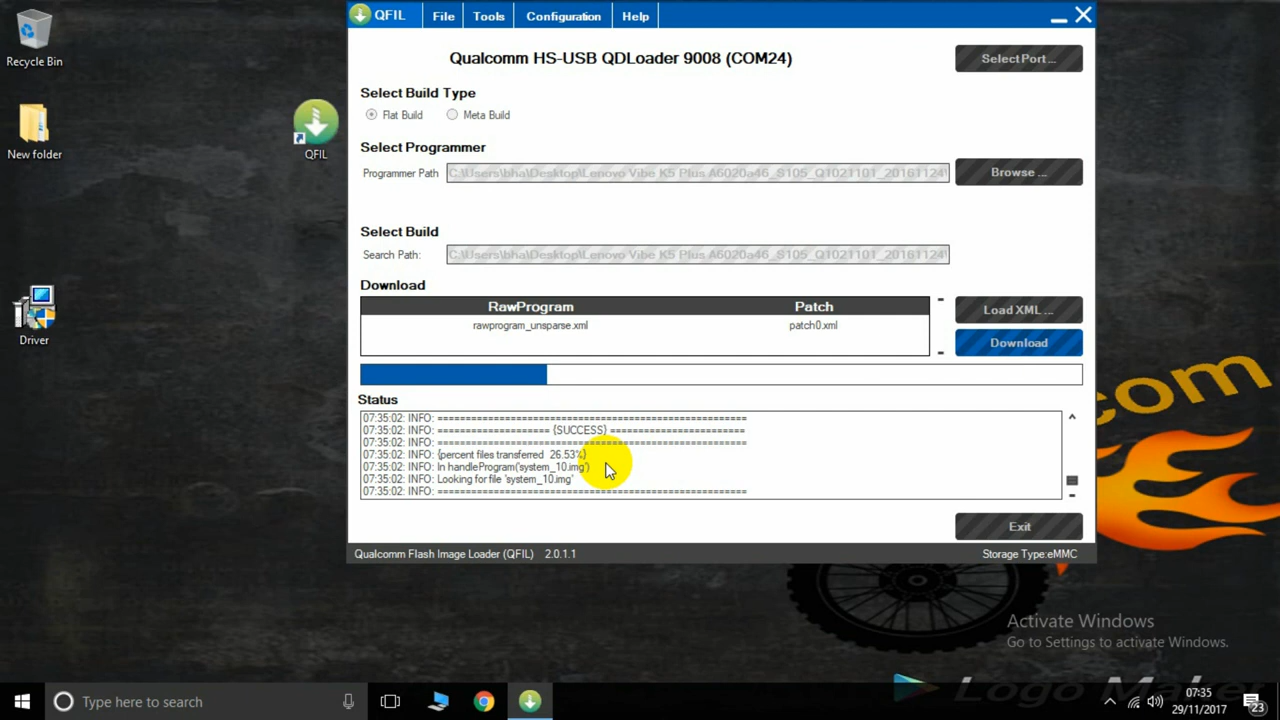 QFIL
File
Tools
Configuration
Help
Recycle Bin
Qualcomm HS-USB QDLoader 9008 (COM24)
Select Port ...
Select Build Type
Flat Build
Meta Build
New folder
QFIL
Select Programmer
Programmer Path
C:\Users\bha\Desktop\Lenovo Vibe K5 Plus A6020a46_S105_Q1021101_20161124\
Browse ...
Select Build
Search Path:
C:\Users\bha\Desktop\Lenovo Vibe K5 Plus A6020a46_S105_Q1021101_20161124\
Download
RawProgram
Patch
rawprogram_unsparse.xml
patch0.xml
Load XML ...
Download
Driver
Status
07:35:02: INFO: =====================================================
07:35:02: INFO: =================== {SUCCESS} =======================
07:35:02: INFO: =====================================================
07:35:02: INFO: {percent files transferred 26.53%}
07:35:02: INFO: In handleProgram('system_10.img')
07:35:02: INFO: Looking for file 'system_10.img'
07:35:02: INFO: =====================================================
Exit
Qualcomm Flash Image Loader (QFIL) 2.0.1.1
Storage Type:eMMC
.com
Activate Windows
Go to Settings to activate Windows.
Logo Maker
Type here to search
07:35
29/11/2017
23